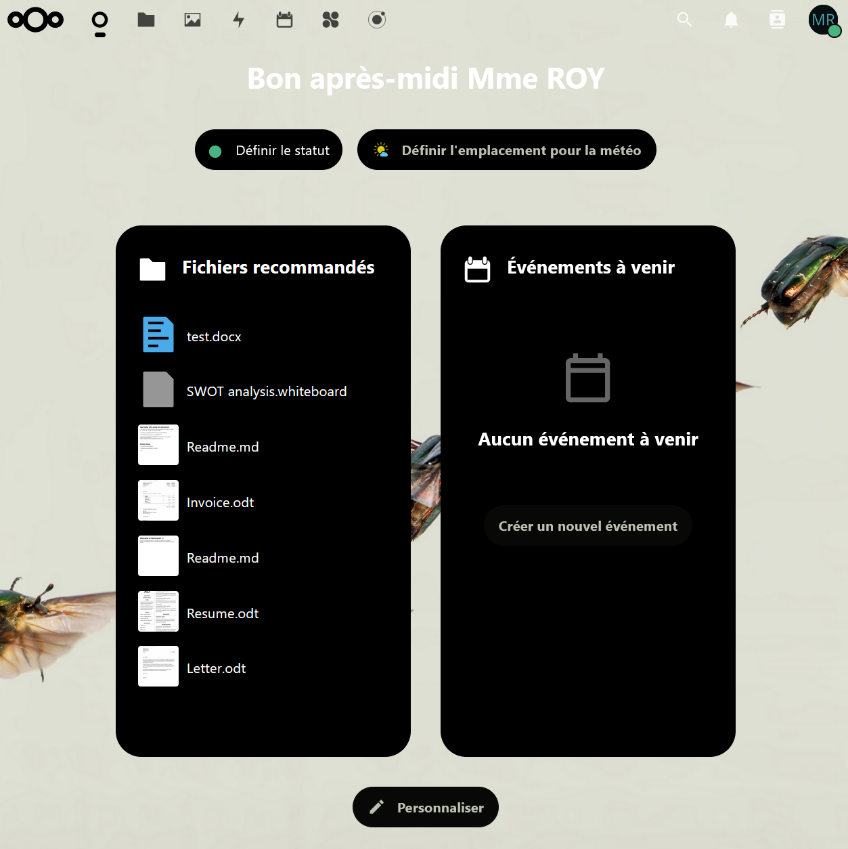 MR
Bon après-midi Mme ROY
Définir le statut
Définir l'emplacement pour la météo
Fichiers recommandés
test.docx
SWOT analysis.whiteboard
Readme.md
Invoice.odt
Readme.md
Resume.odt
Letter.odt
Événements à venir
Aucun événement à venir
Créer un nouvel événement
Personnaliser